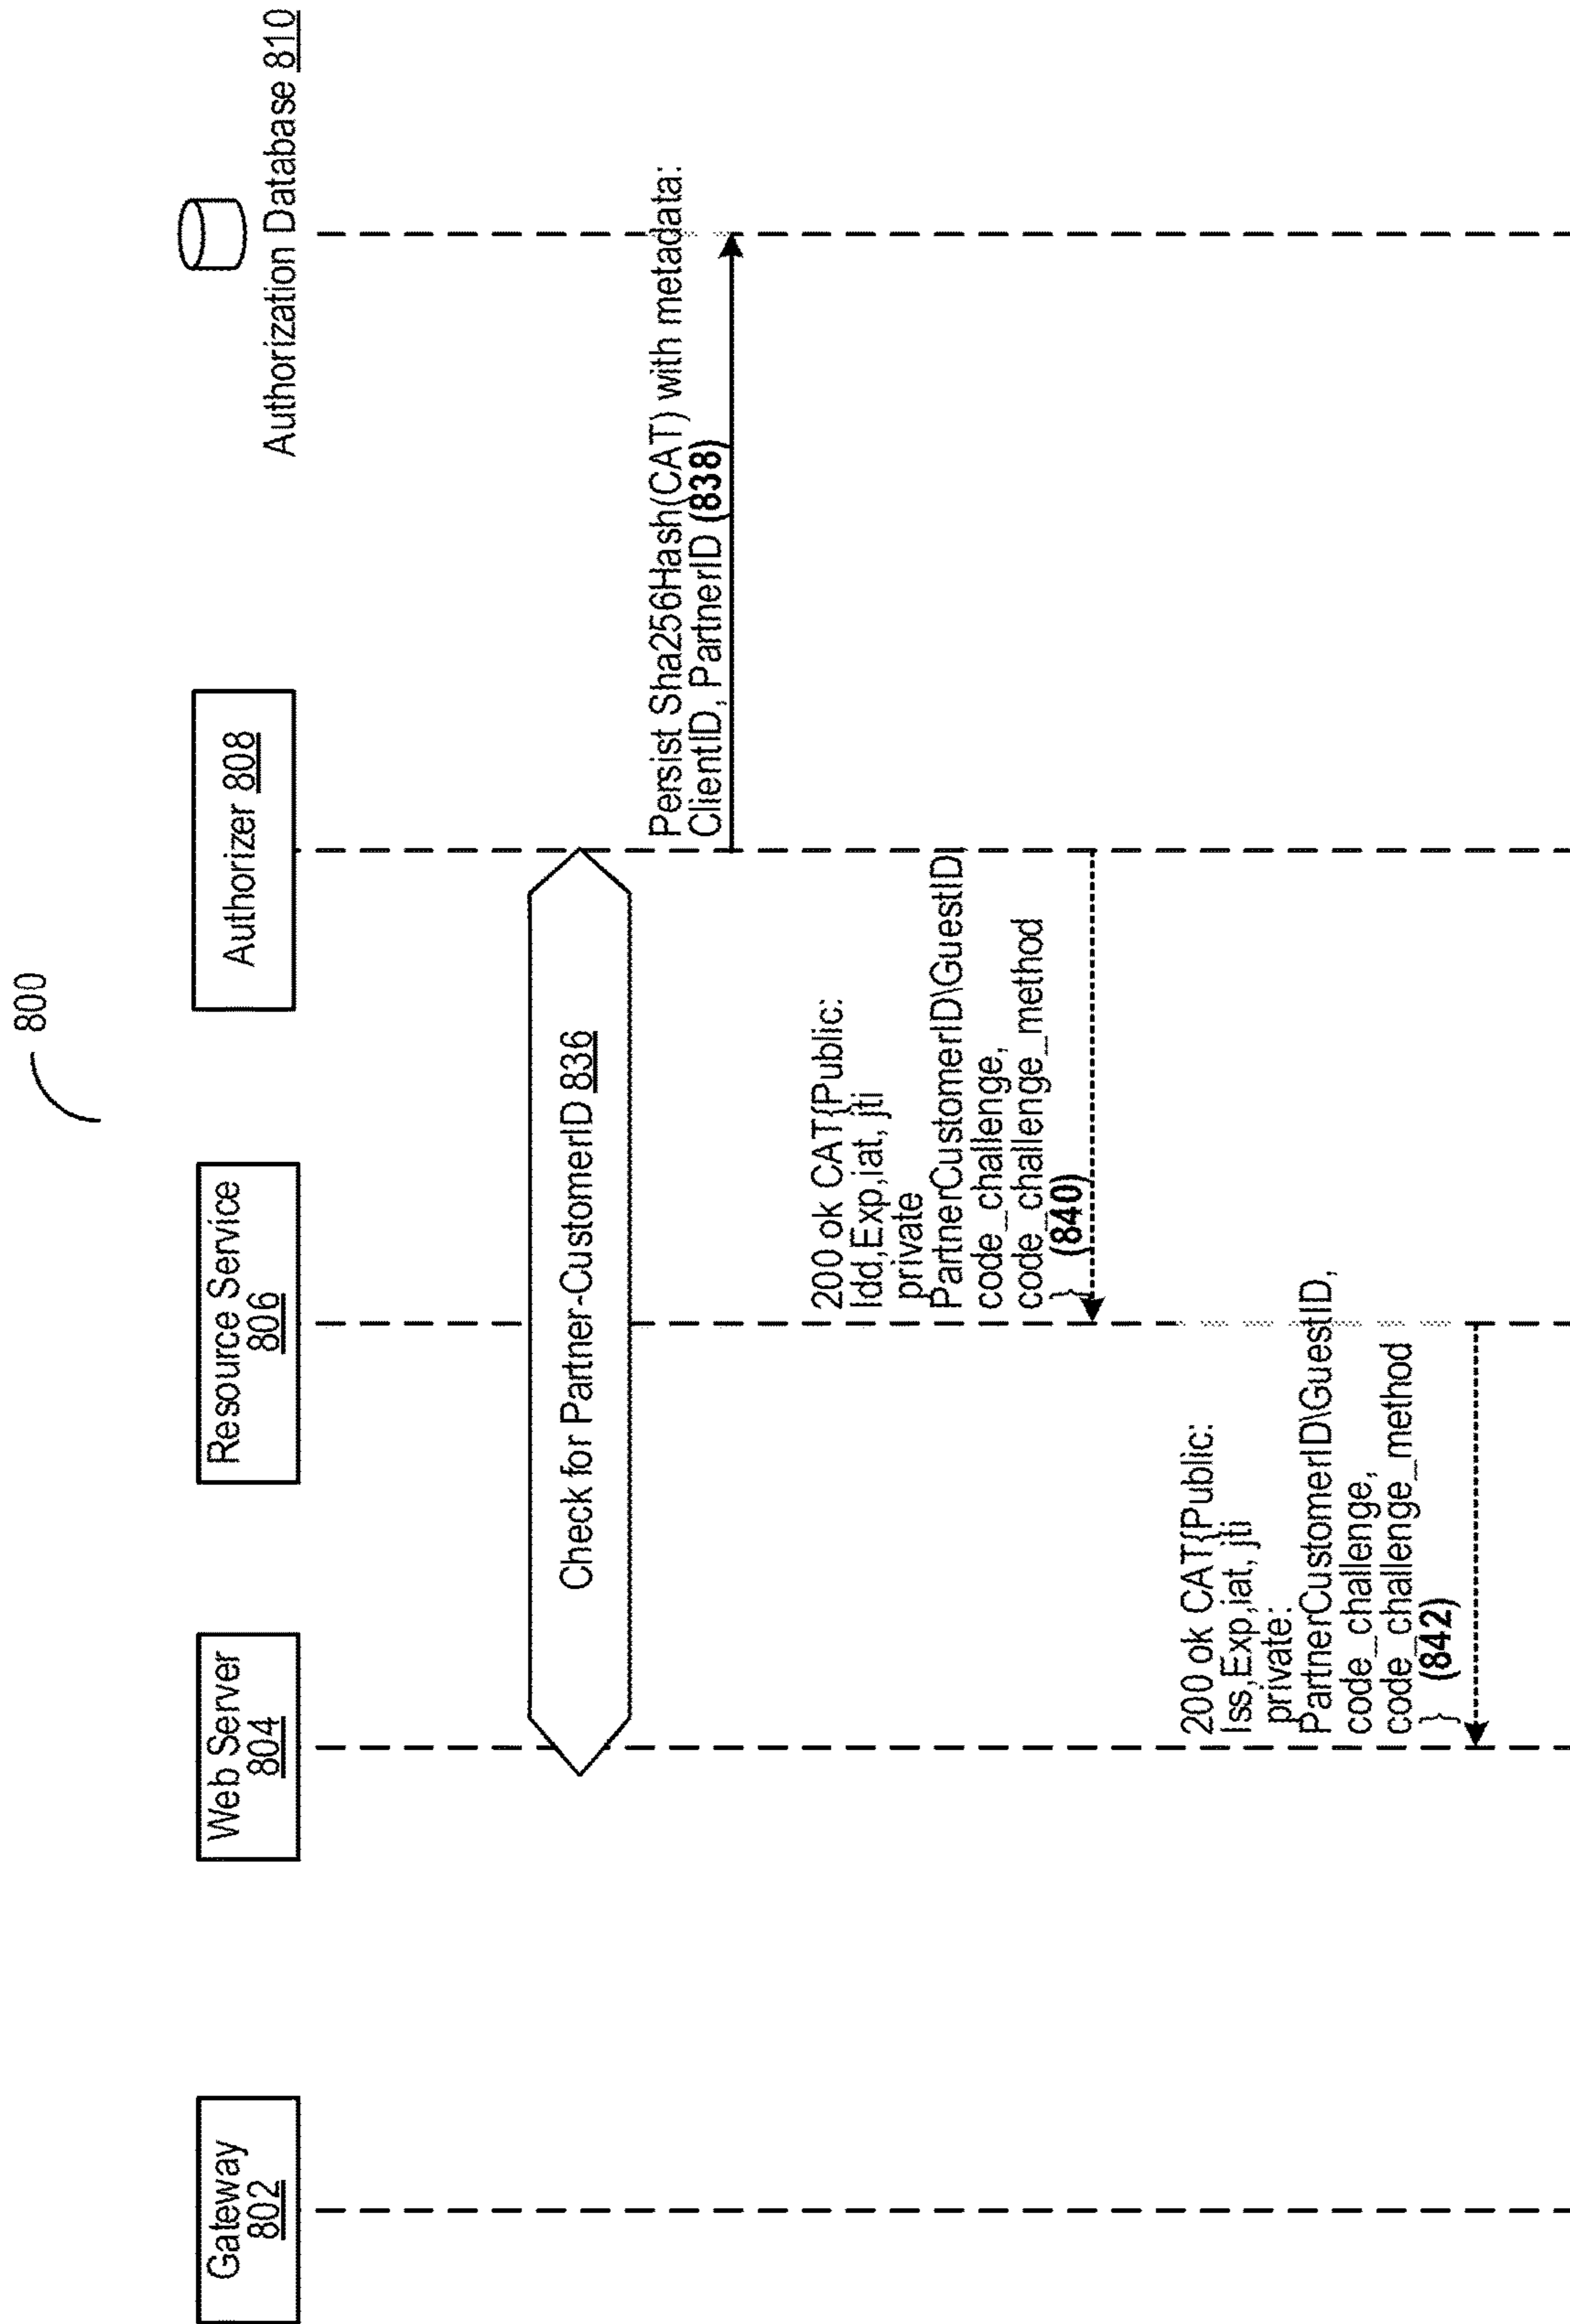 800
Gateway
802
Web Server
804
Resource Service
806
Authorizer 808
Authorization Database 810
Check for Partner-CustomerID 836
Persist Sha256Hash(CAT) with metadata:
ClientID, PartnerID (838)
200 ok CAT{Public:
Idd,Exp,iat, jti
private
PartnerCustomerID\GuestID
code_challenge,
code_challenge_method
} (840)
200 ok CAT{Public:
Iss,Exp,iat, jti
private:
PartnerCustomerID\GuestID,
code_challenge,
code_challenge_method
} (842)